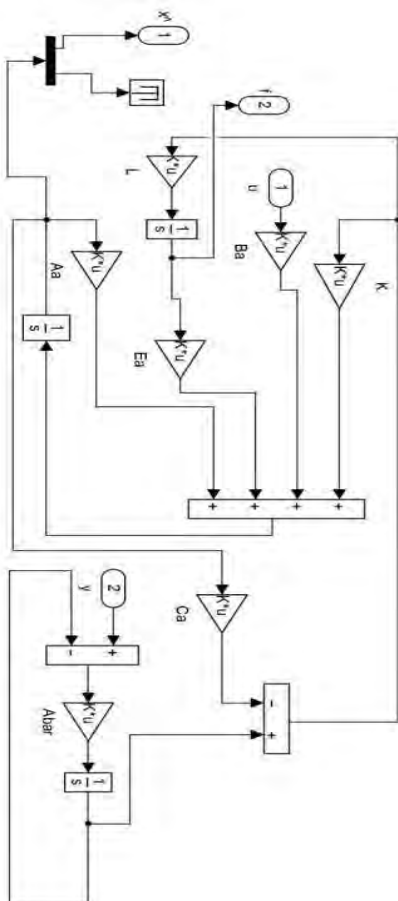 K*u
K
1
u
K*u
Ba
+
+
+
+
2
f
K*u
L
1
s
K*u
Ea
-
+
K*u
Ca
1
x^
K*u
Aa
1
s
2
y
+
-
K*u
Abar
1
s